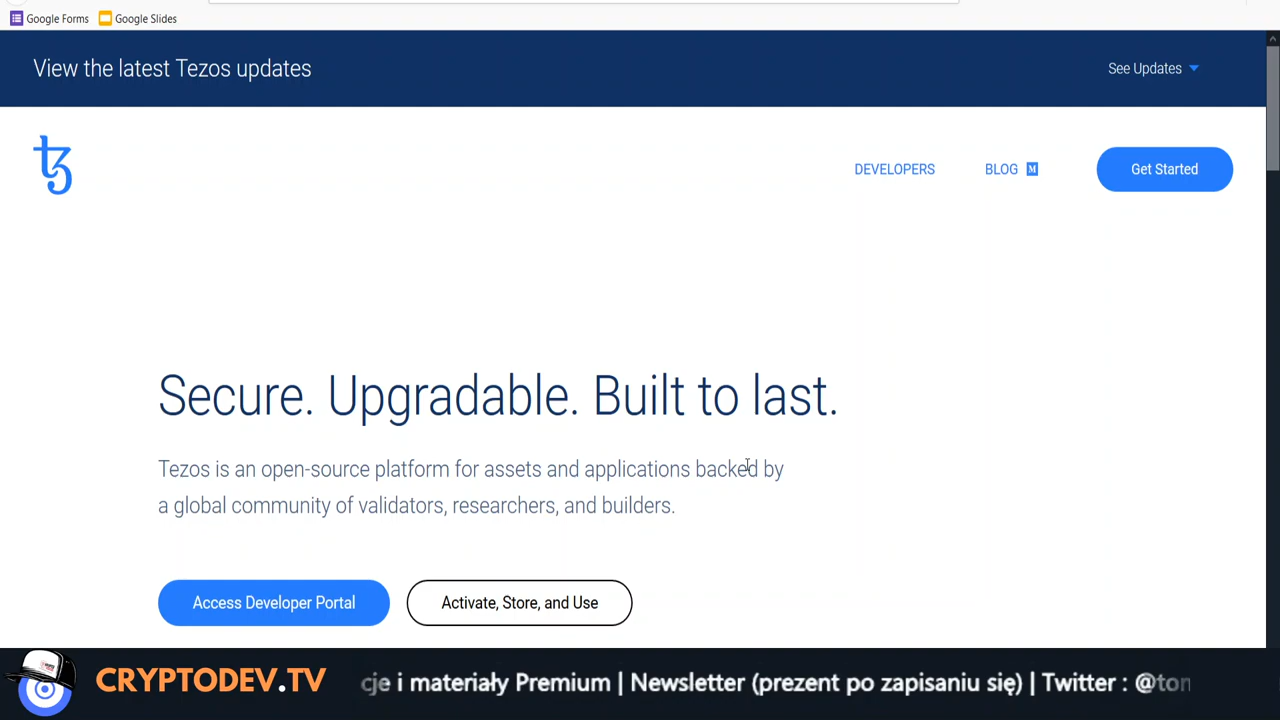 Google Forms Google Slides
View the latest Tezos updates See Updates
DEVELOPERS BLOG M Get Started
Secure. Upgradable. Built to last.
Tezos is an open-source platform for assets and applications backed by
a global community of validators, researchers, and builders.
Access Developer Portal Activate, Store, and Use
CRYPTODEV.TV cje i materiały Premium | Newsletter (prezent po zapisaniu się) | Twitter :